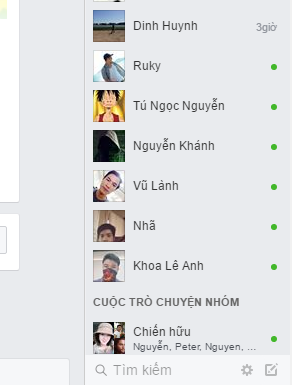 Dinh Huynh
3giờ
Ruky
Tú Ngọc Nguyễn
Nguyễn Khánh
Vũ Lành
Nhã
Khoa Lê Anh
CUỘC TRÒ CHUYỆN NHÓM
Chiến hữu
Nguyễn, Peter, Nguyen, ...
Tìm kiếm